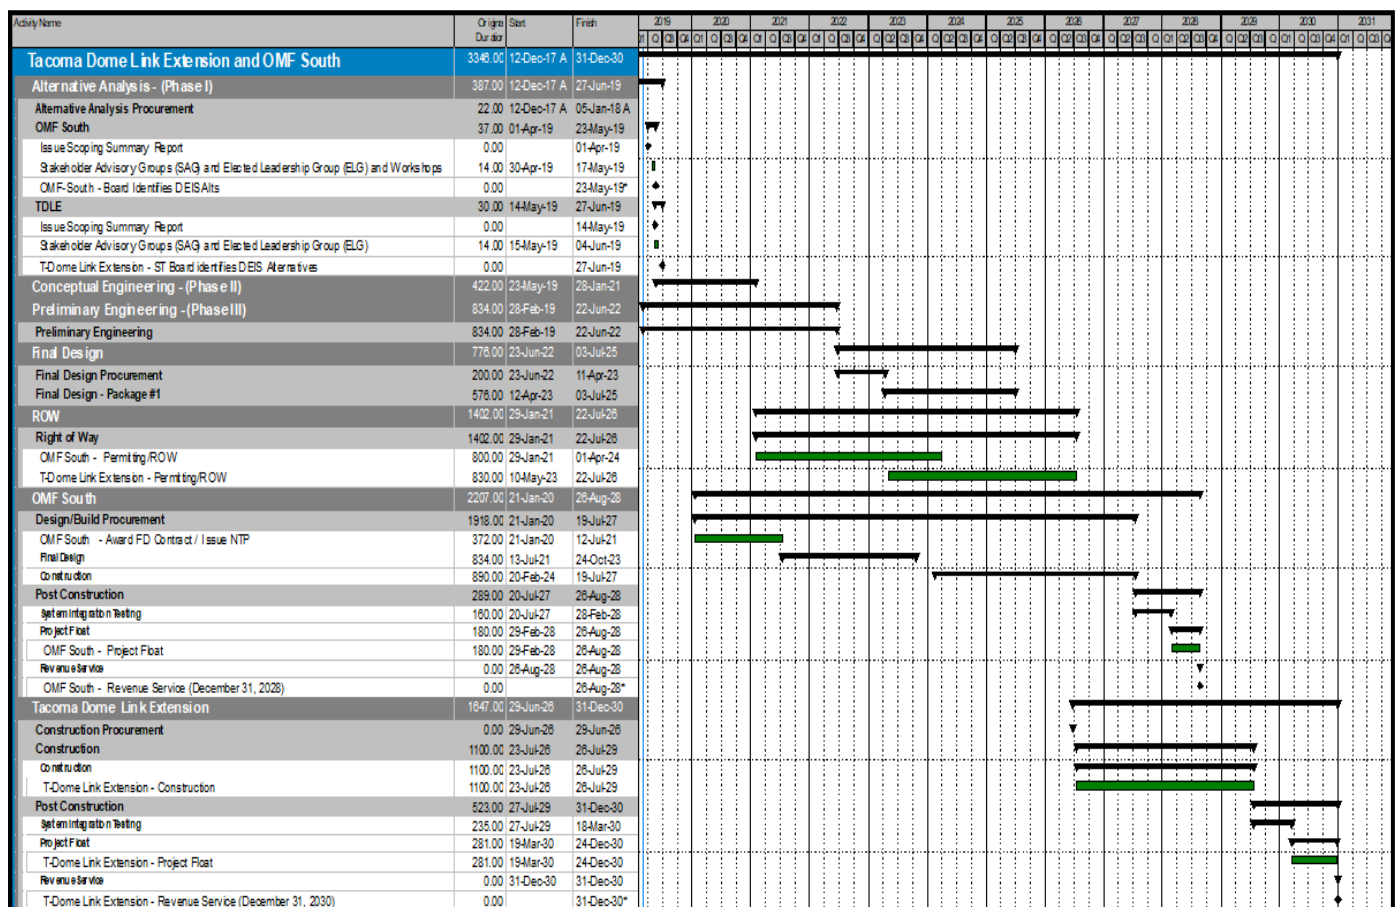 Activity Name Origina Start Finish 2019 2020 2021 2022 2023 2024 2025 2026 2027 2028 2029 2030 2031
Duration
Tacoma Dome Link Extension and OMF South 3346.00 12-Dec-17 A 31-Dec-30
Alternative Analysis - (Phase I) 387.00 12-Dec-17 A 27-Jun-19
Alternative Analysis Procurement 22.00 12-Dec-17 A 05-Jan-18 A
OMF South 37.00 01-Apr-19 23-May-19
Issue Scoping Summary Report 0.00 01-Apr-19
Stakeholder Advisory Groups (SAG) and Elected Leadership Group (ELG) and Workshops 14.00 30-Apr-19 17-May-19
OMF-South - Board Identifies DEIS Alts 0.00 23-May-19*
TDLE 30.00 14-May-19 27-Jun-19
Issue Scoping Summary Report 0.00 14-May-19
Stakeholder Advisory Groups (SAG) and Elected Leadership Group (ELG) 14.00 15-May-19 04-Jun-19
T-Dome Link Extension - ST Board identifies DEIS Alternatives 0.00 27-Jun-19
Conceptual Engineering - (Phase II) 422.00 23-May-19 28-Jan-21
Preliminary Engineering - (Phase III) 834.00 28-Feb-19 22-Jun-22
Preliminary Engineering 834.00 28-Feb-19 22-Jun-22
Final Design 776.00 23-Jun-22 03-Jul-25
Final Design Procurement 200.00 23-Jun-22 11-Apr-23
Final Design - Package #1 576.00 12-Apr-23 03-Jul-25
ROW 1402.00 29-Jan-21 22-Jul-26
Right of Way 1402.00 29-Jan-21 22-Jul-26
OMF South - Permitting/ROW 800.00 29-Jan-21 01-Apr-24
T-Dome Link Extension - Permitting/ROW 830.00 10-May-23 22-Jul-26
OMF South 2207.00 21-Jan-20 26-Aug-28
Design/Build Procurement 1918.00 21-Jan-20 19-Jul-27
OMF South - Award FD Contract / Issue NTP 372.00 21-Jan-20 12-Jul-21
Final Design 834.00 13-Jul-21 24-Oct-23
Construction 890.00 20-Feb-24 19-Jul-27
Post Construction 289.00 20-Jul-27 26-Aug-28
System Integration Testing 160.00 20-Jul-27 28-Feb-28
Project Float 180.00 29-Feb-28 26-Aug-28
OMF South - Project Float 180.00 29-Feb-28 26-Aug-28
Revenue Service 0.00 26-Aug-28 26-Aug-28
OMF South - Revenue Service (December 31, 2028) 0.00 26-Aug-28*
Tacoma Dome Link Extension 1647.00 29-Jun-26 31-Dec-30
Construction Procurement 0.00 29-Jun-26 29-Jun-26
Construction 1100.00 23-Jul-26 26-Jul-29
Construction 1100.00 23-Jul-26 26-Jul-29
T-Dome Link Extension - Construction 1100.00 23-Jul-26 26-Jul-29
Post Construction 523.00 27-Jul-29 31-Dec-30
System Integration Testing 235.00 27-Jul-29 18-Mar-30
Project Float 281.00 19-Mar-30 24-Dec-30
T-Dome Link Extension - Project Float 281.00 19-Mar-30 24-Dec-30
Revenue Service 0.00 31-Dec-30 31-Dec-30
T-Dome Link Extension - Revenue Service (December 31, 2030) 0.00 31-Dec-30*